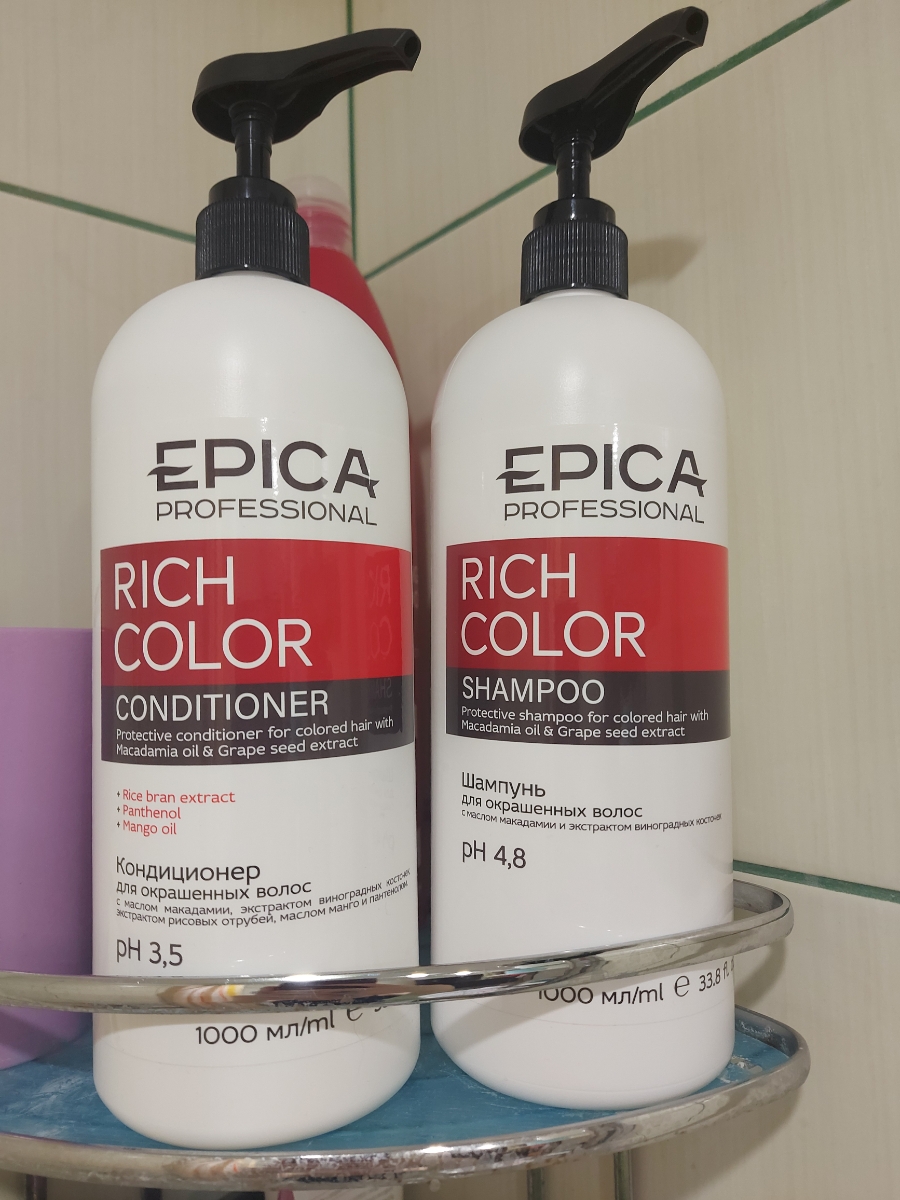 EPICA
PROFESSIONAL
RICH
COLOR
CONDITIONER
Protective conditioner for colored hair with
Macadamia oil & Grape seed extract
+ Rice bran extract
+ Panthenol
+ Mango oil
Кондиционер
для окрашенных волос
с маслом макадамии, экстрактом виноградных косточек,
экстрактом рисовых отрубей, маслом манго и пантенолом.
pH 3,5
1000 мл/ml e
EPICA
PROFESSIONAL
RICH
COLOR
SHAMPOO
Protective shampoo for colored hair with
Macadamia oil & Grape seed extract
Шампунь
для окрашенных волос
с маслом макадамии и экстрактом виноградных косточек
pH 4,8
1000 мл/ml e 33,8 fl.